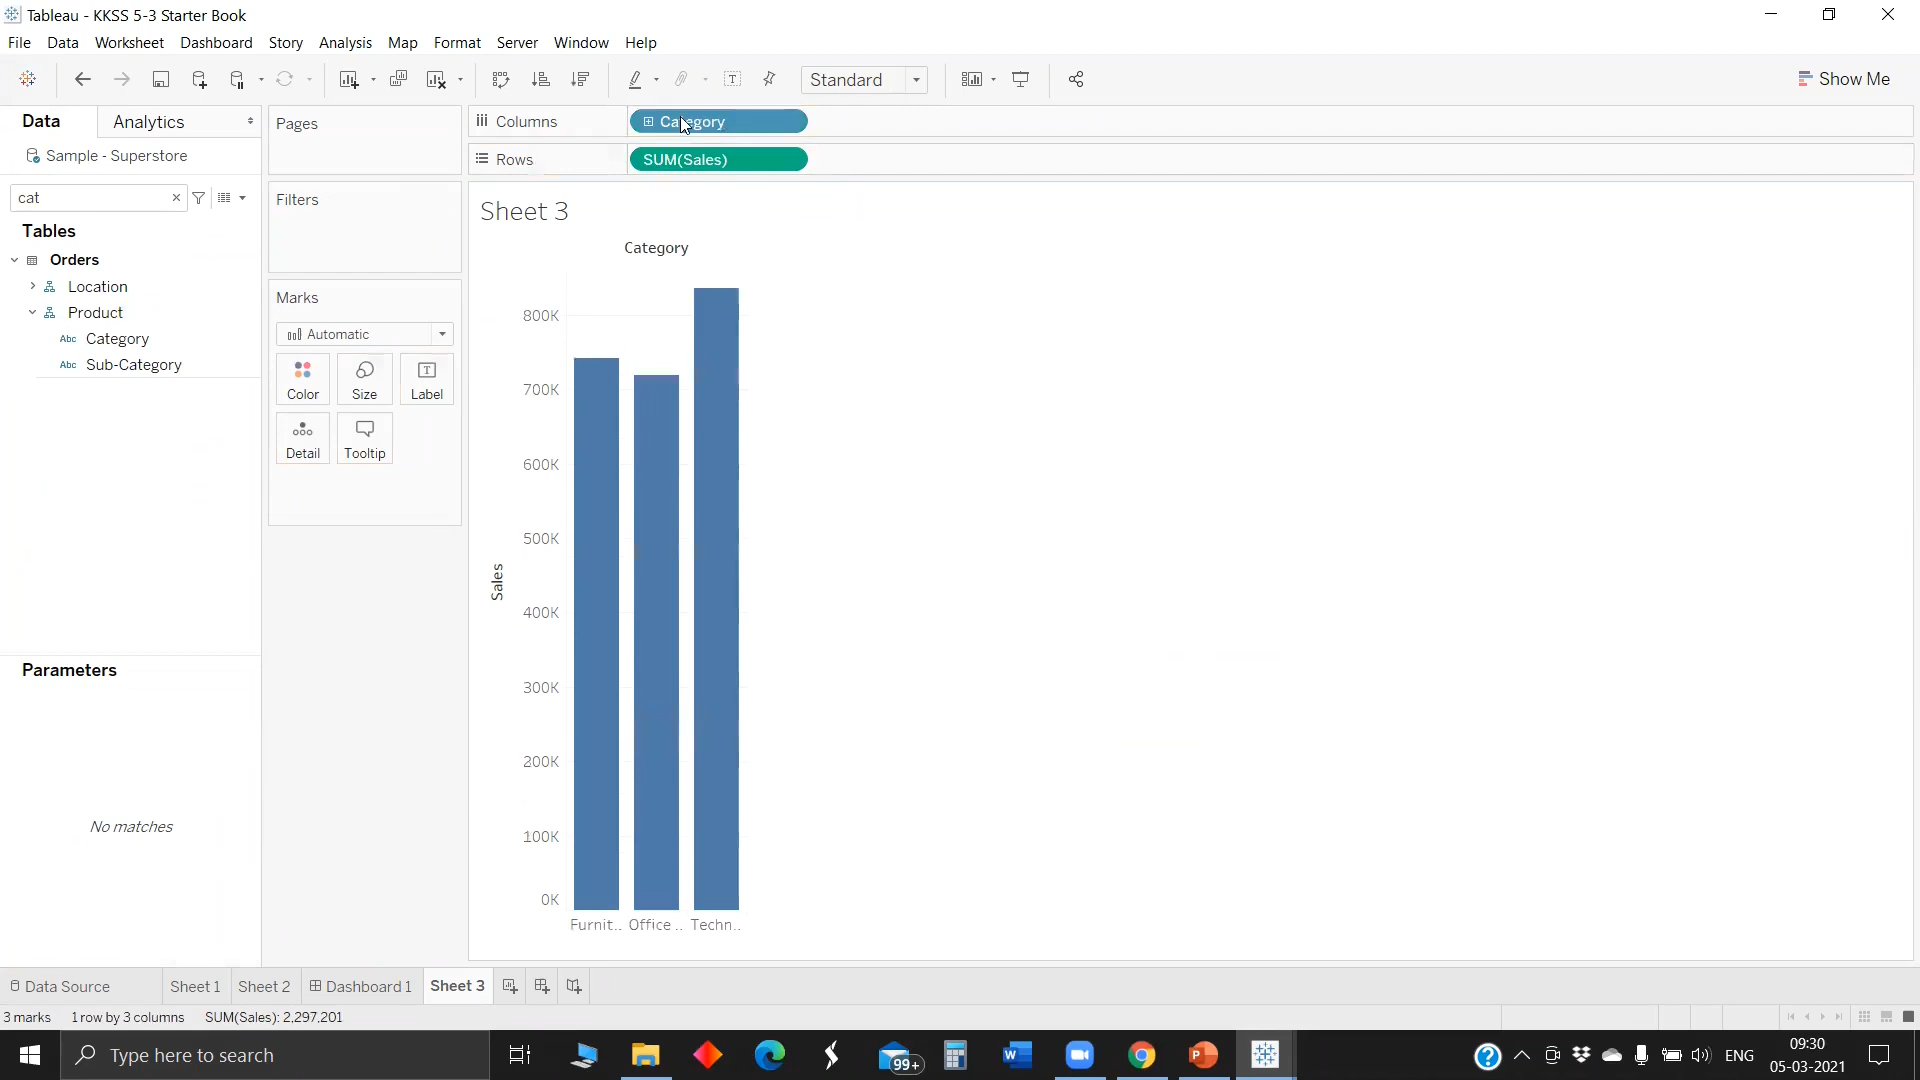 Tableau - KKSS 5-3 Starter Book
File Data Worksheet Dashboard Story Analysis Map Format Server Window Help
Standard
Show Me
Data
Analytics
Sample - Superstore
cat
Tables
Orders
Location
Product
Abc Category
Abc Sub-Category
Parameters
No matches
Pages
Filters
Marks
Automatic
Color Size Label
Detail Tooltip
Columns
Category
Rows
SUM(Sales)
Sheet 3
Category
800K
700K
600K
500K
400K
300K
200K
100K
0K
Sales
Furnit.. Office .. Techn..
Data Source Sheet 1 Sheet 2 Dashboard 1 Sheet 3
3 marks 1 row by 3 columns SUM(Sales): 2,297,201
Type here to search
99+
ENG
09:30
05-03-2021